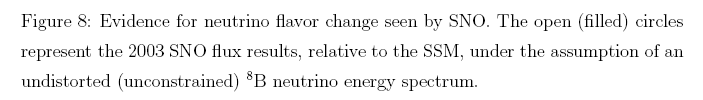 Figure 8: Evidence for neutrino flavor change seen by SNO. The open (filled) circles
represent the 2003 SNO flux results, relative to the SSM, under the assumption of an
undistorted (unconstrained) ⁸B neutrino energy spectrum.